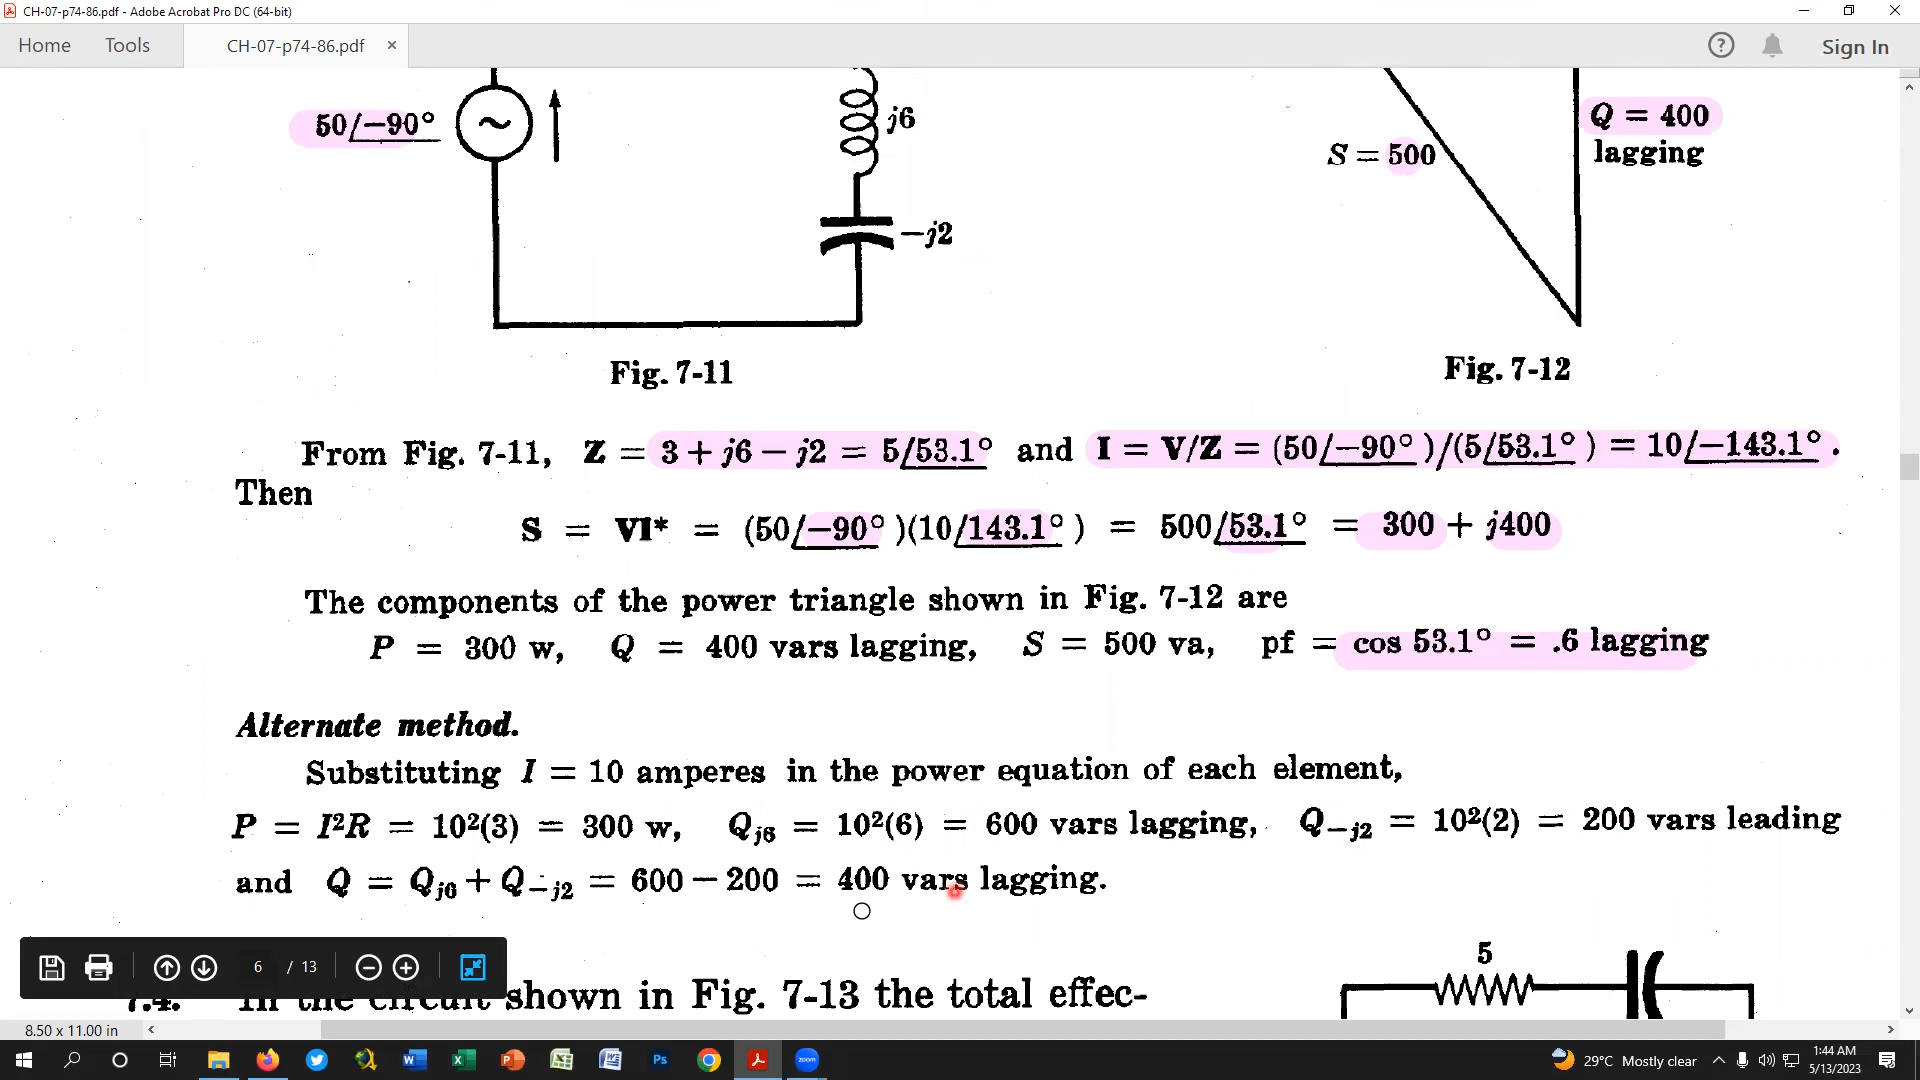 CH-07-p74-86.pdf - Adobe Acrobat Pro DC (64-bit)
Home Tools CH-07-p74-86.pdf × Sign In
50/−90°
j6
−j2
Fig. 7-11
S = 500
Q = 400
lagging
Fig. 7-12
From Fig. 7-11, Z = 3 + j6 − j2 = 5/53.1° and I = V/Z = (50/−90°)/(5/53.1°) = 10/−143.1°.
Then
S = VI* = (50/−90°)(10/143.1°) = 500/53.1° = 300 + j400
The components of the power triangle shown in Fig. 7-12 are
P = 300 w, Q = 400 vars lagging, S = 500 va, pf = cos 53.1° = .6 lagging
Alternate method.
Substituting I = 10 amperes in the power equation of each element,
P = I²R = 10²(3) = 300 w, Qj6 = 10²(6) = 600 vars lagging, Q−j2 = 10²(2) = 200 vars leading
and Q = Qj6 + Q−j2 = 600 − 200 = 400 vars lagging.
6 / 13
7.4. In the circuit shown in Fig. 7-13 the total effec-
5
8.50 x 11.00 in
29°C Mostly clear
1:44 AM
5/13/2023